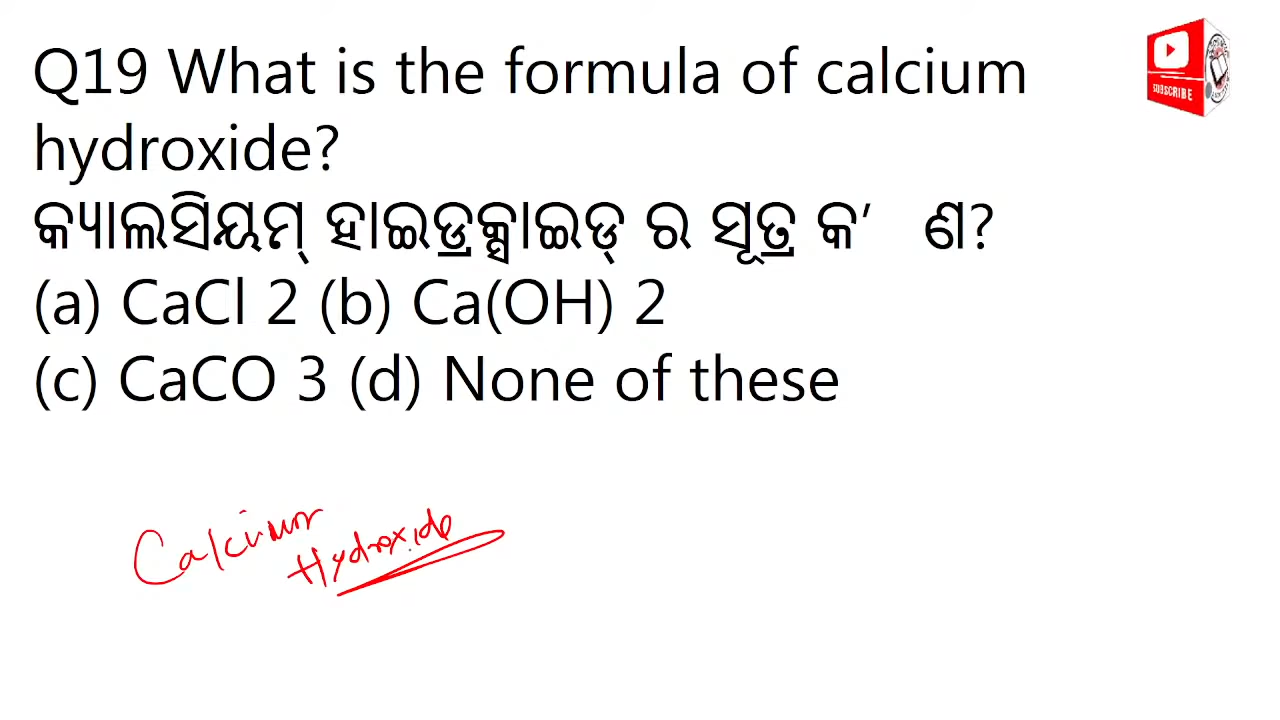 Q19 What is the formula of calcium
hydroxide?
କ୍ୟାଲସିୟମ୍ ହାଇଡ୍ରକ୍ସାଇଡ୍ ର ସୂତ୍ର କ’ ଣ?
(a) CaCl 2 (b) Ca(OH) 2
(c) CaCO 3 (d) None of these
Calcium
Hydroxide
SUBSCRIBE